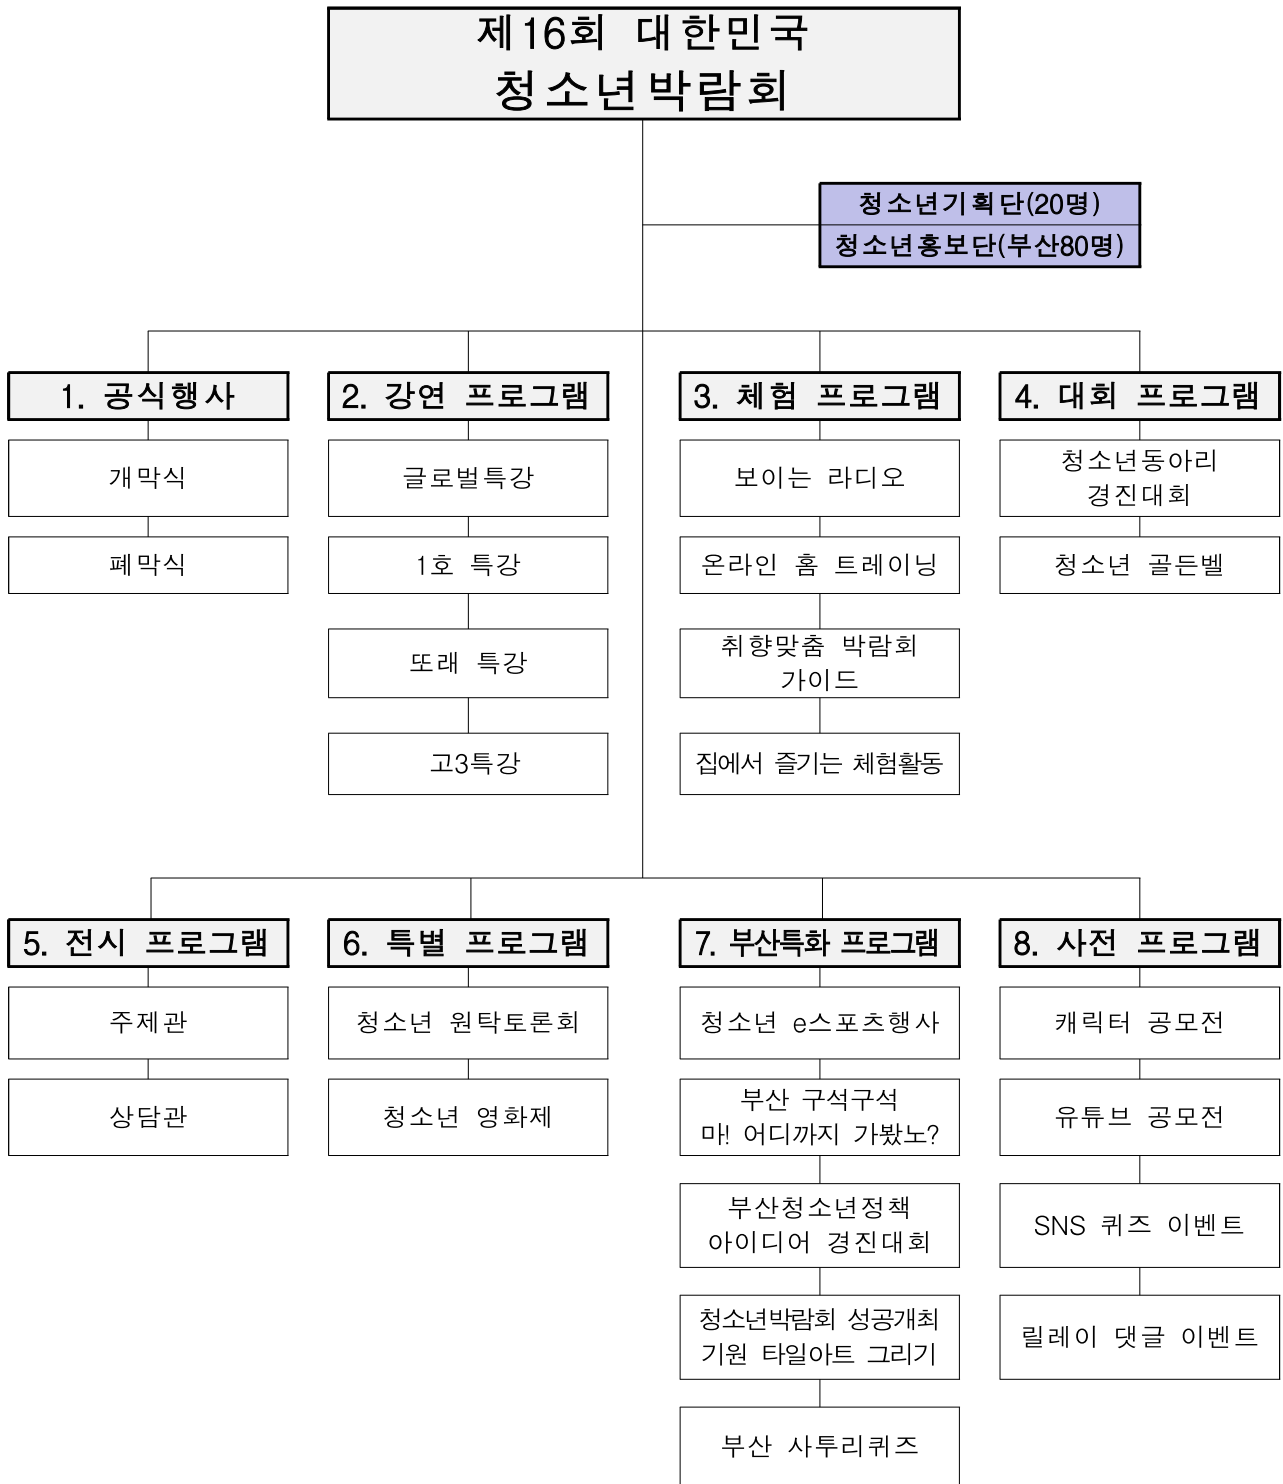 제16회 대한민국
청소년박람회
청소년기획단(20명)
청소년홍보단(부산80명)
1. 공식행사
개막식
폐막식
2. 강연 프로그램
글로벌특강
1호 특강
또래 특강
고3특강
3. 체험 프로그램
보이는 라디오
온라인 홈 트레이닝
취향맞춤 박람회
가이드
집에서 즐기는 체험활동
4. 대회 프로그램
청소년동아리
경진대회
청소년 골든벨
5. 전시 프로그램
주제관
상담관
6. 특별 프로그램
청소년 원탁토론회
청소년 영화제
7. 부산특화 프로그램
청소년 e스포츠행사
부산 구석구석
마! 어디까지 가봤노?
부산청소년정책
아이디어 경진대회
청소년박람회 성공개최
기원 타일아트 그리기
부산 사투리퀴즈
8. 사전 프로그램
캐릭터 공모전
유튜브 공모전
SNS 퀴즈 이벤트
릴레이 댓글 이벤트